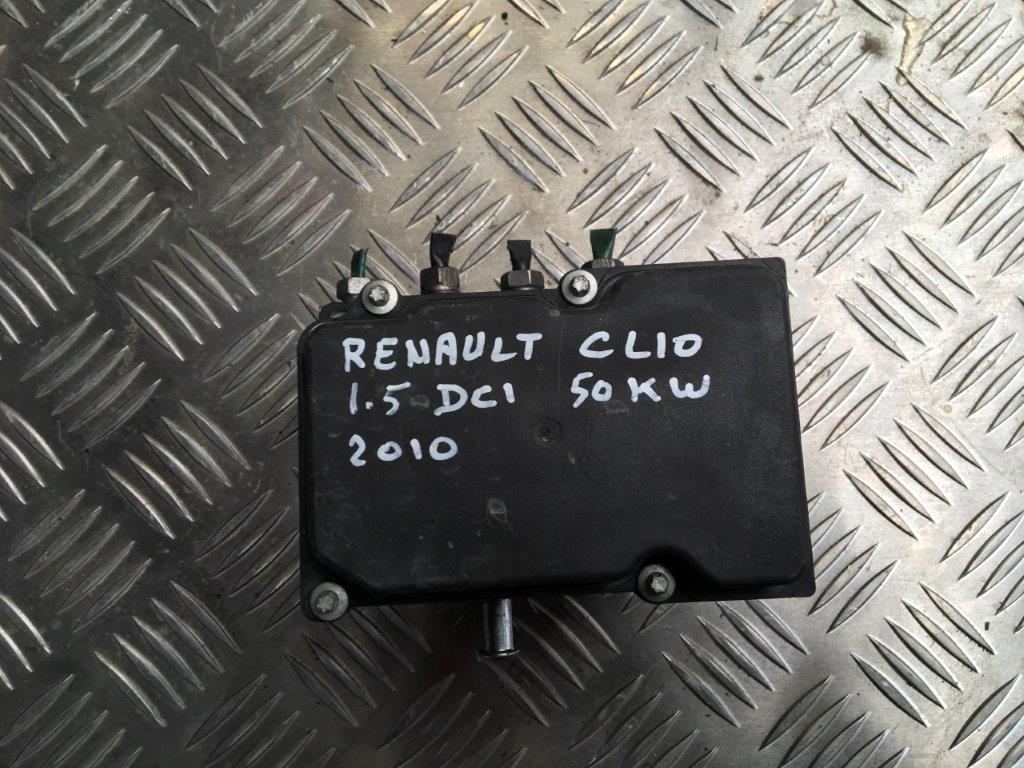 RENAULT CLIO
1.5 DCI 50 KW
2010